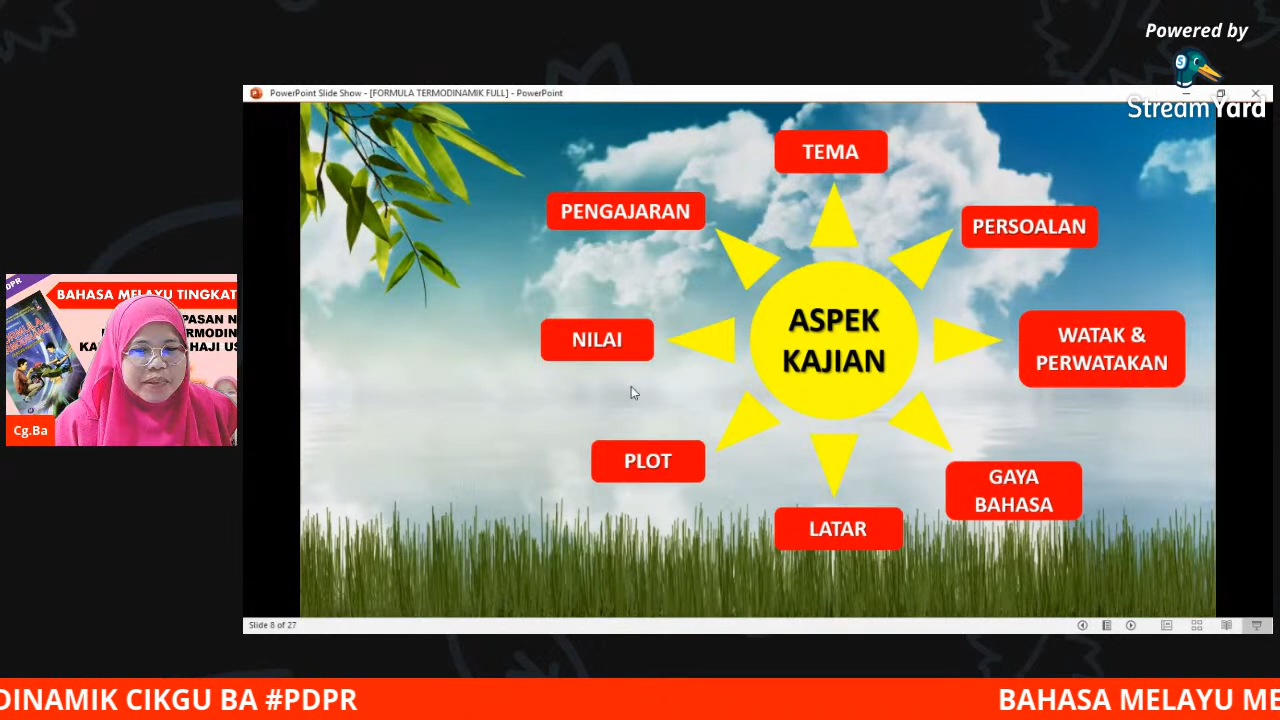 Powered by
StreamYard
PowerPoint Slide Show - [FORMULA TERMODINAMIK FULL] - PowerPoint
TEMA
PENGAJARAN
PERSOALAN
ASPEK
KAJIAN
NILAI
WATAK &
PERWATAKAN
PLOT
GAYA
BAHASA
LATAR
Slide 8 of 27
BAHASA MELAYU TINGKAT
Cg.Ba
DINAMIK CIKGU BA #PDPR
BAHASA MELAYU ME